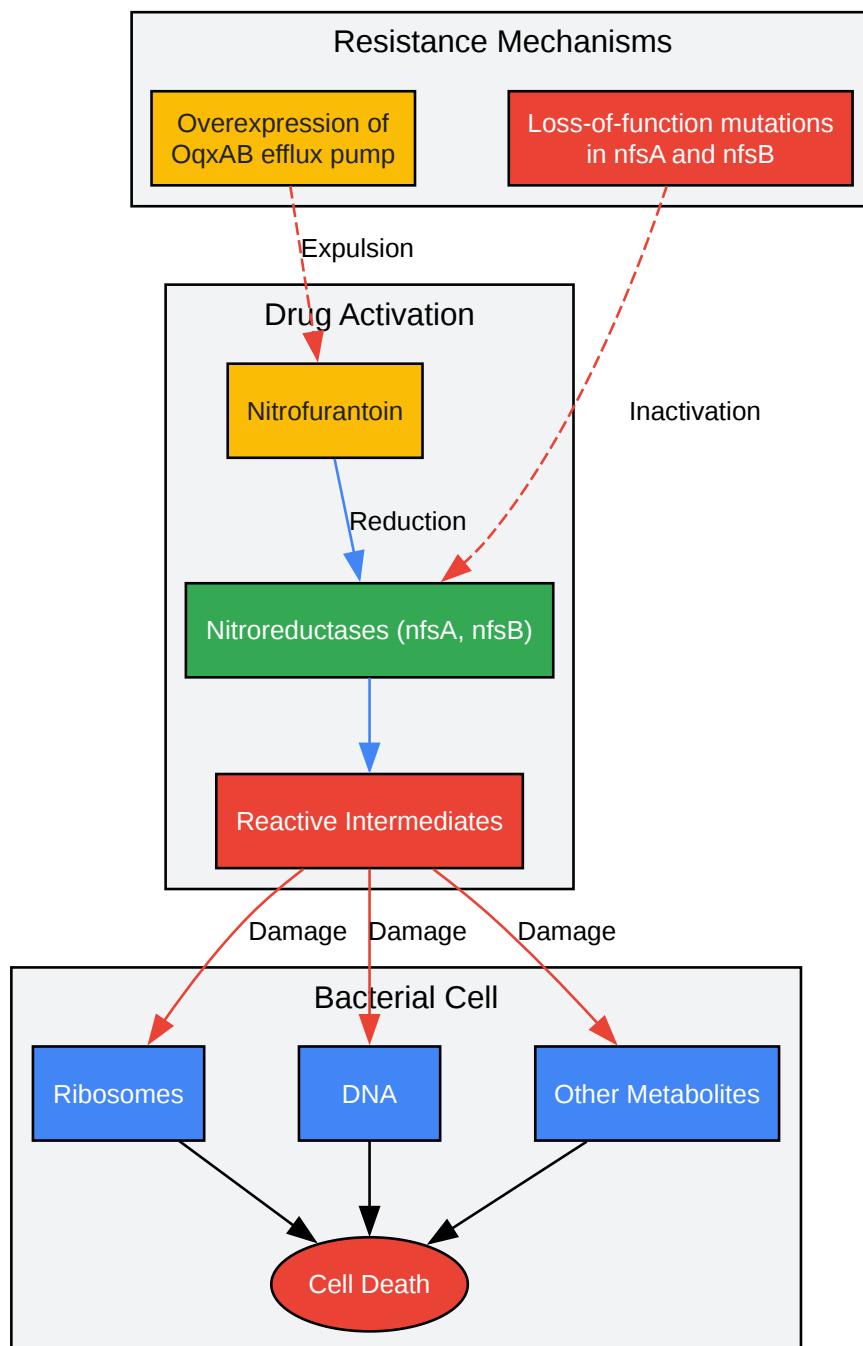 Resistance Mechanisms
Overexpression of
OqxAB efflux pump
Loss-of-function mutations
in nfsA and nfsB
Expulsion
Drug Activation
Nitrofurantoin
Inactivation
Reduction
Nitroreductases (nfsA, nfsB)
Reactive Intermediates
Damage
Damage
Damage
Bacterial Cell
Ribosomes
DNA
Other Metabolites
Cell Death